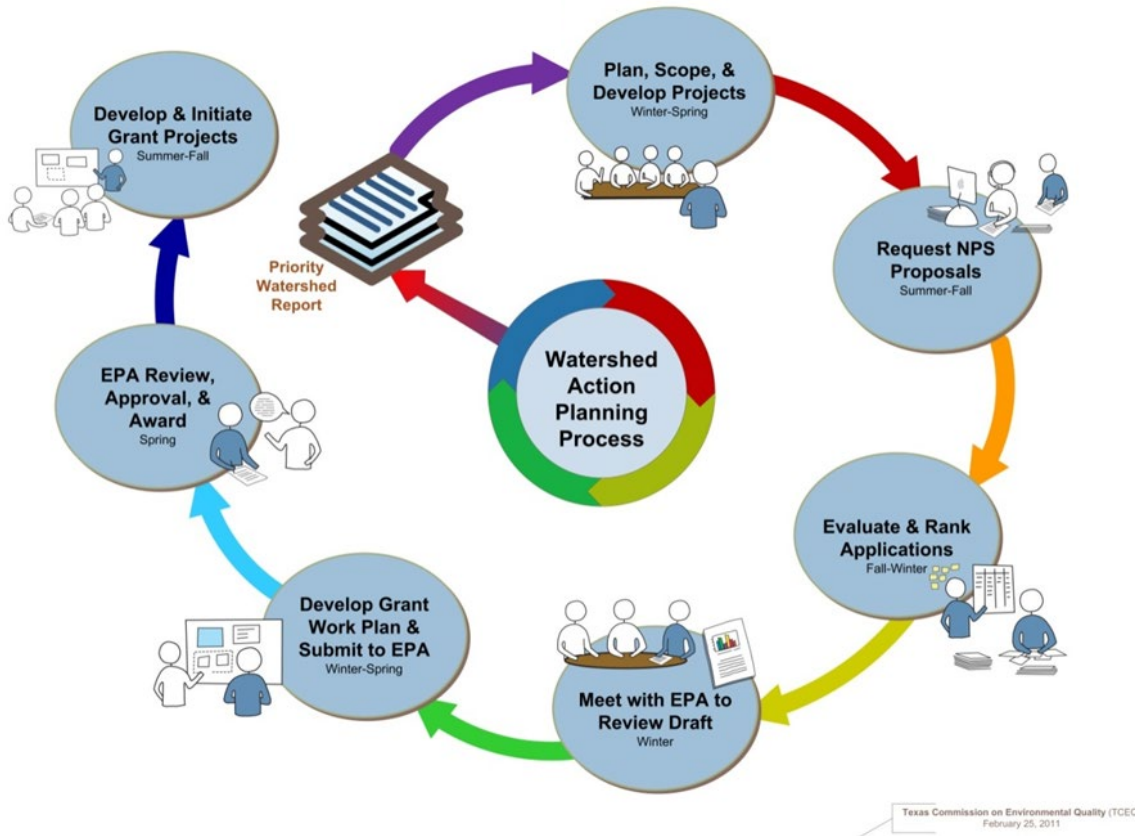 Plan, Scope, &
Develop Projects
Winter-Spring
Develop & Initiate
Grant Projects
Summer-Fall
Request NPS
Proposals
Summer-Fall
Priority
Watershed
Report
Watershed
Action
Planning
Process
EPA Review,
Approval, &
Award
Spring
Evaluate & Rank
Applications
Fall-Winter
Develop Grant
Work Plan &
Submit to EPA
Winter-Spring
Meet with EPA to
Review Draft
Winter
Texas Commission on Environmental Quality (TCEQ
February 25, 2011